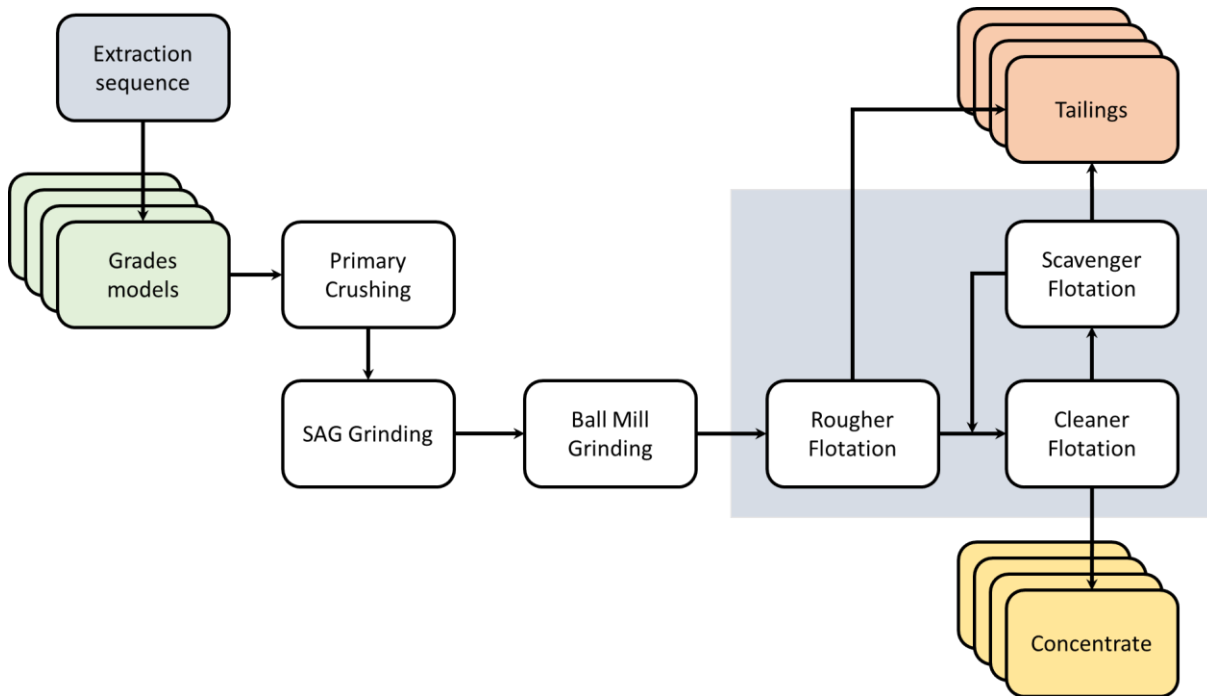 Extraction
sequence
Tailings
Grades
models
Primary
Crushing
Scavenger
Flotation
SAG Grinding
Ball Mill
Grinding
Rougher
Flotation
Cleaner
Flotation
Concentrate